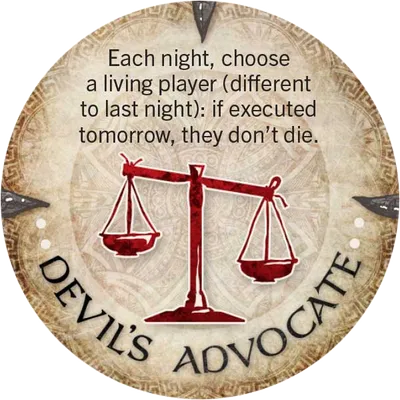 Each night, choose
a living player (different
to last night): if executed
tomorrow, they don't die.
DEVIL'S ADVOCATE